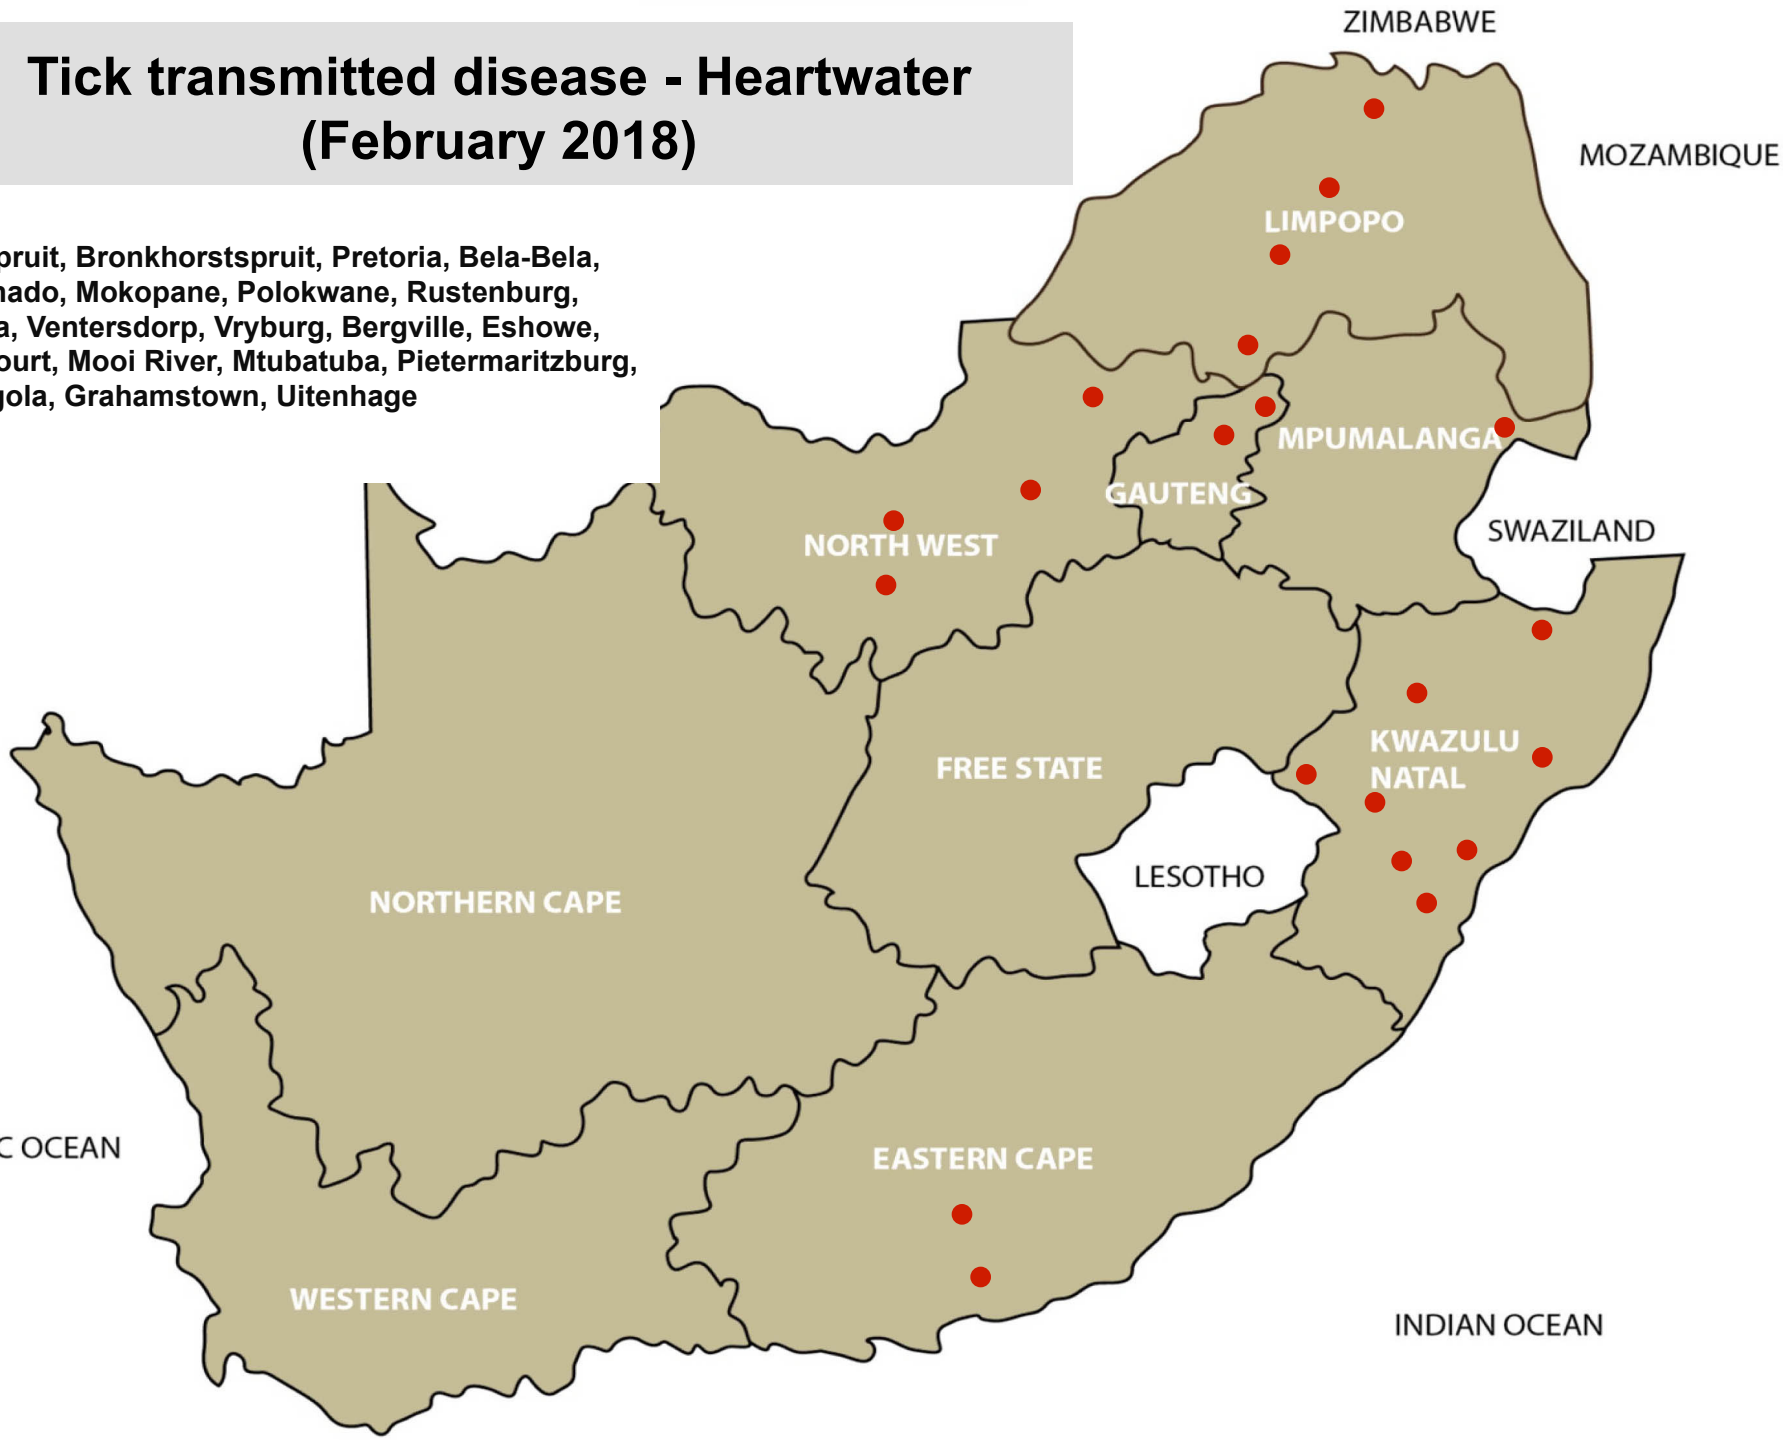 ZIMBABWE
Tick transmitted disease - Heartwater
(February 2018)
MOZAMBIQUE
LIMPOPO
pruit, Bronkhorstspruit, Pretoria, Bela-Bela,
nado, Mokopane, Polokwane, Rustenburg,
a, Ventersdorp, Vryburg, Bergville, Eshowe,
ourt, Mooi River, Mtubatuba, Pietermaritzburg,
gola, Grahamstown, Uitenhage
MPUMALANGA
GAUTENG
SWAZILAND
NORTH WEST
KWAZULU
NATAL
FREE STATE
LESOTHO
NORTHERN CAPE
C OCEAN
EASTERN CAPE
WESTERN CAPE
INDIAN OCEAN